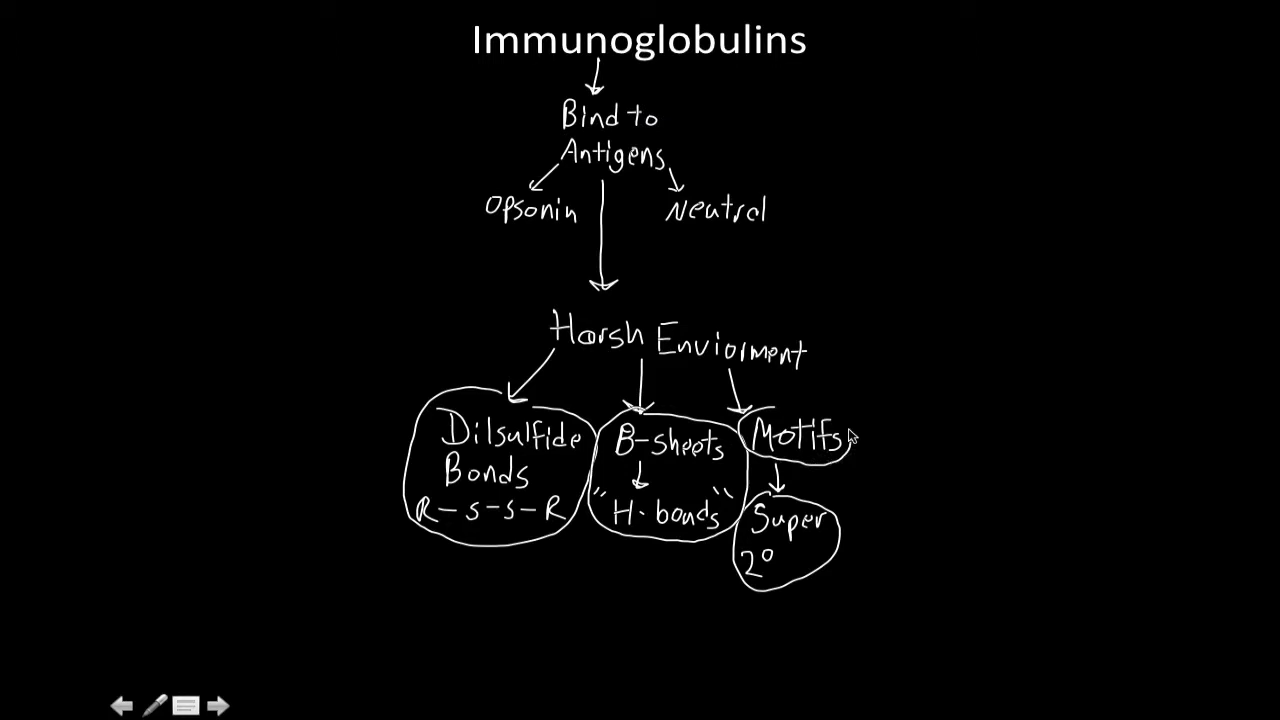 Immunoglobulins
Bind to
Antigens
Opsonin
Neutral
Harsh Enviorment
Dilsulfide
Bonds
R-S-S-R
B-sheets
"H-bonds"
Motifs
Super
2°